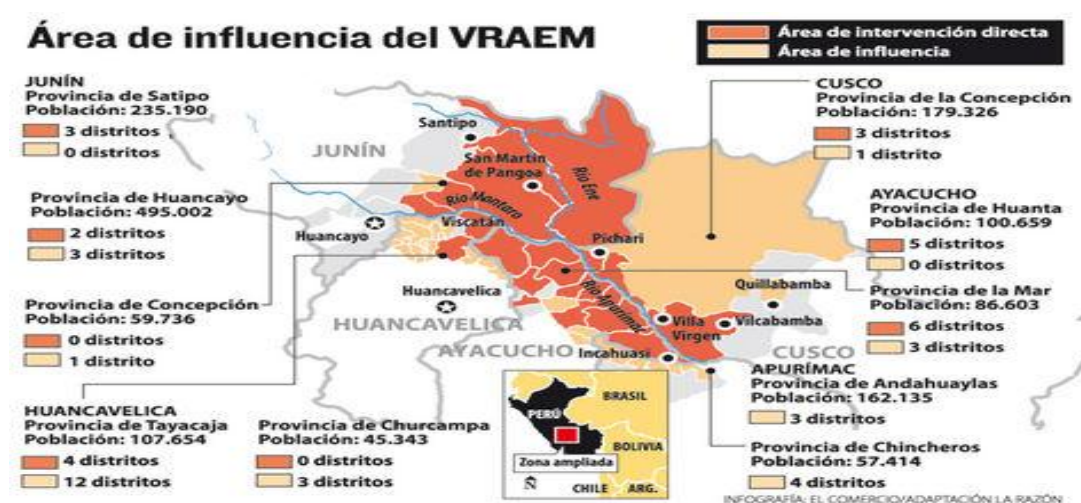 Área de influencia del VRAEM
Área de intervención directa
Área de influencia
JUNÍN
Provincia de Satipo
Población: 235.190
3 distritos
0 distritos
Provincia de Huancayo
Población: 495.002
2 distritos
3 distritos
Provincia de Concepción
Población: 59.736
0 distritos
1 distrito
HUANCAVELICA
Provincia de Tayacaja
Población: 107.654
4 distritos
12 distritos
Provincia de Churcampa
Población: 45.343
0 distritos
3 distritos
CUSCO
Provincia de la Concepción
Población: 179.326
3 distritos
1 distrito
AYACUCHO
Provincia de Huanta
Población: 100.659
5 distritos
0 distritos
Provincia de la Mar
Población: 86.603
6 distritos
3 distritos
APURÍMAC
Provincia de Andahuaylas
Población: 162.135
3 distritos
Provincia de Chincheros
Población: 57.414
4 distritos
Santipo
JUNÍN
San Martín
de Pangoa
Río Ene
Río Montaro
Viscatán
Huancayo
Pichari
Huancavelica
HUANCAVELICA
Río Apurímac
Quillabamba
Villa
Virgen
Vilcabamba
AYACUCHO
Incahuasi
CUSCO
PERÚ
BRASIL
BOLIVIA
Zona ampliada
N
CHILE
ARG.
INFOGRAFÍA: EL COMERCIO/ADAPTACIÓN LA RAZÓN